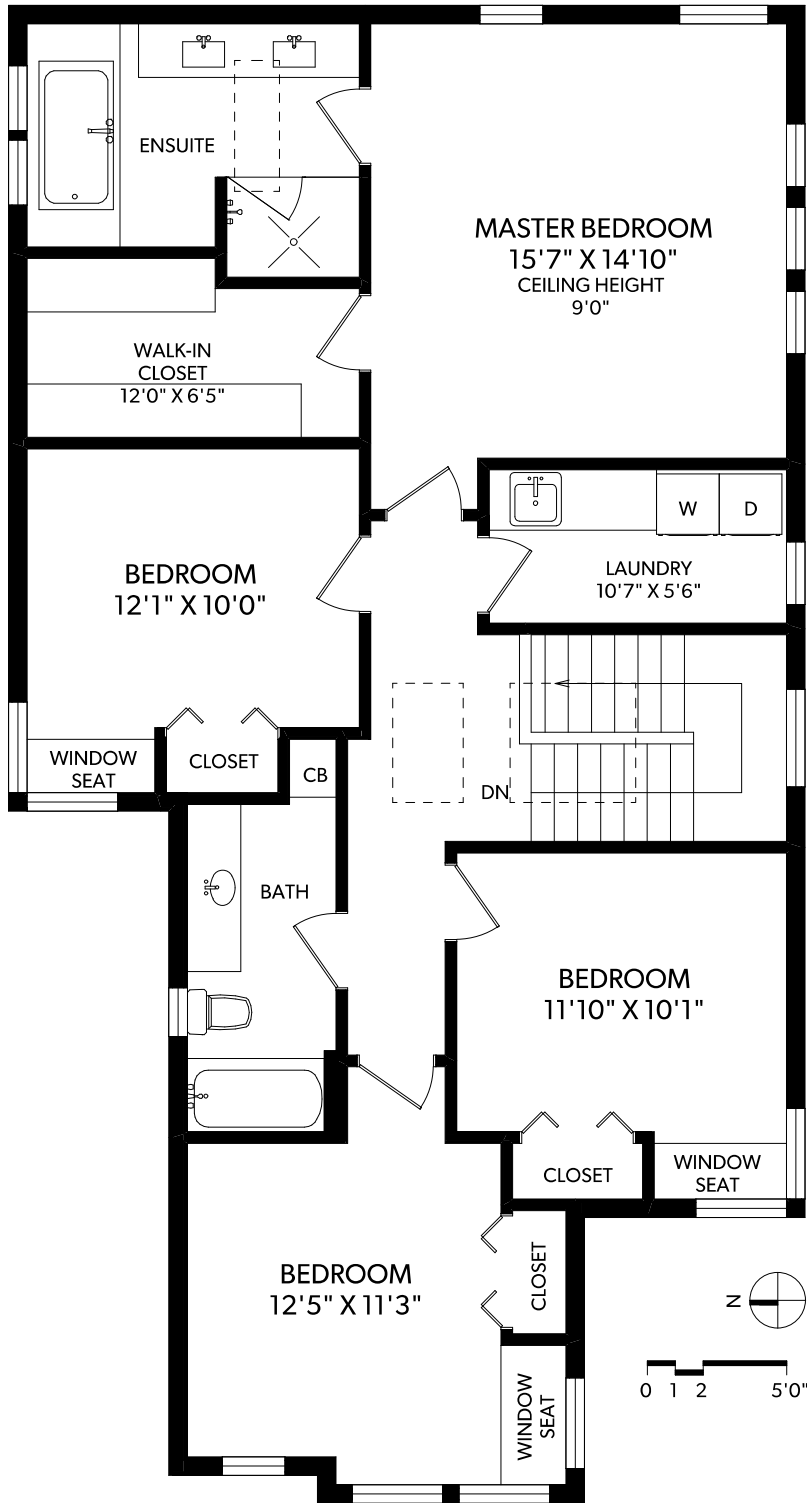 ENSUITE
MASTER BEDROOM
15'7" X 14'10"
CEILING HEIGHT
9'0"
WALK-IN
CLOSET
12'0" X 6'5"
W
D
LAUNDRY
10'7" X 5'6"
BEDROOM
12'1" X 10'0"
WINDOW
SEAT
CLOSET
CB
DN
BATH
BEDROOM
11'10" X 10'1"
CLOSET
WINDOW
SEAT
BEDROOM
12'5" X 11'3"
CLOSET
WINDOW
SEAT
N
0 1 2 5'0"